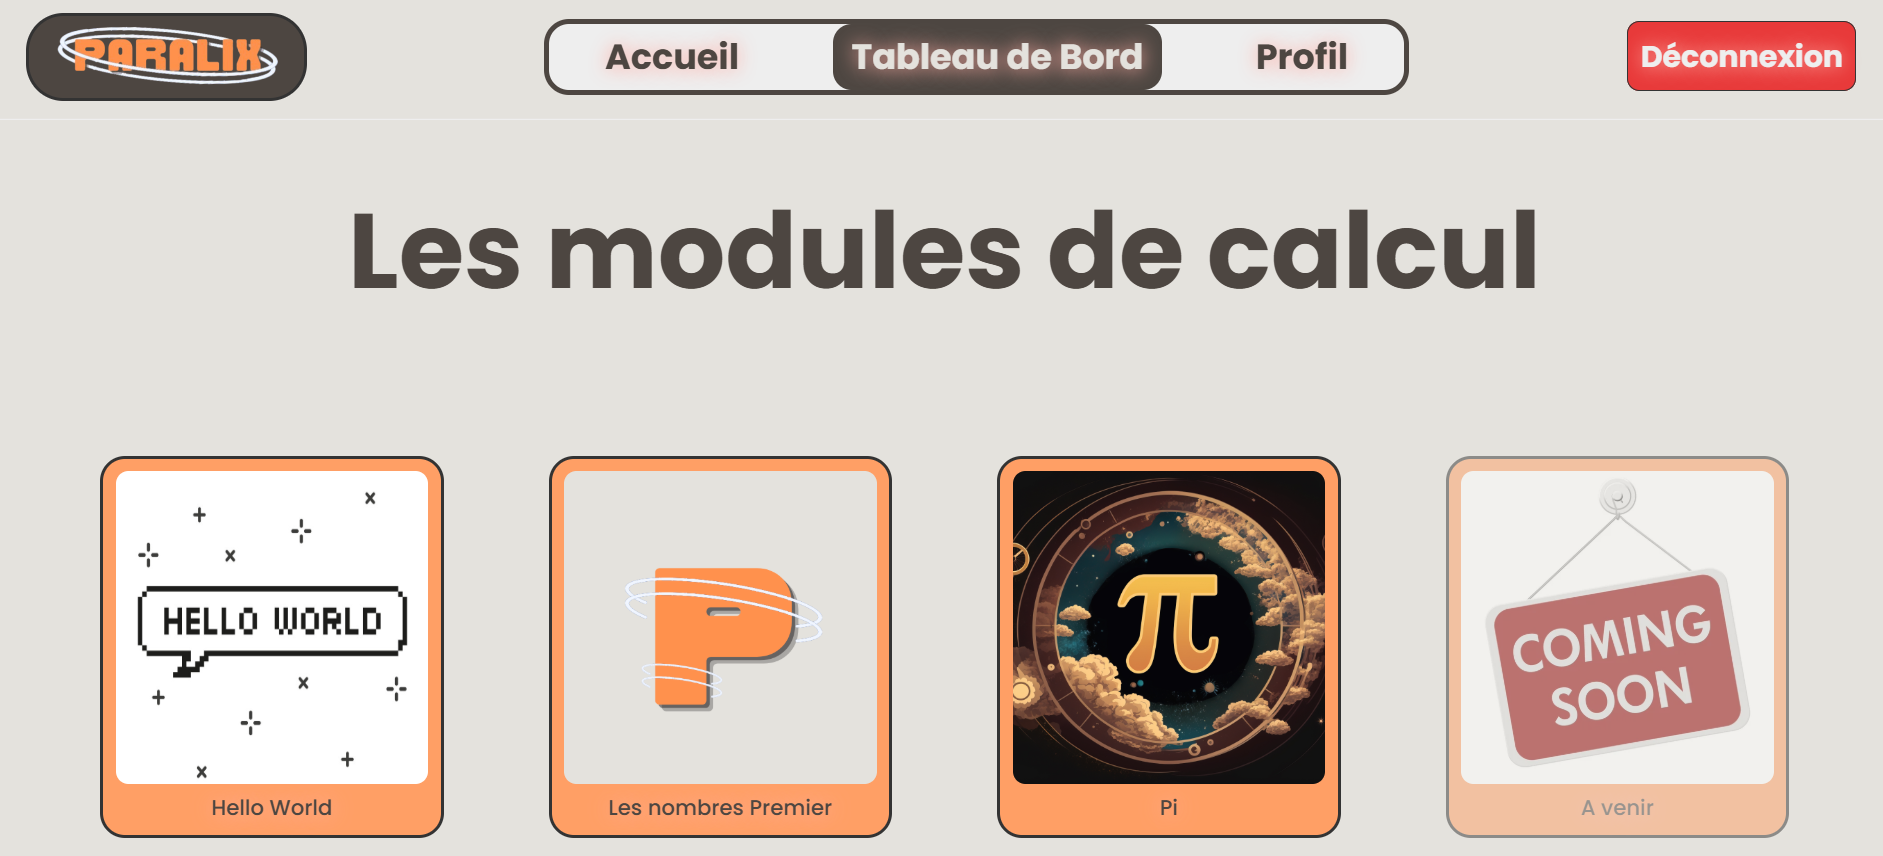 PARALIX
Accueil
Tableau de Bord
Profil
Déconnexion
Les modules de calcul
HELLO WORLD
Hello World
P
Les nombres Premier
π
Pi
COMING
SOON
A venir